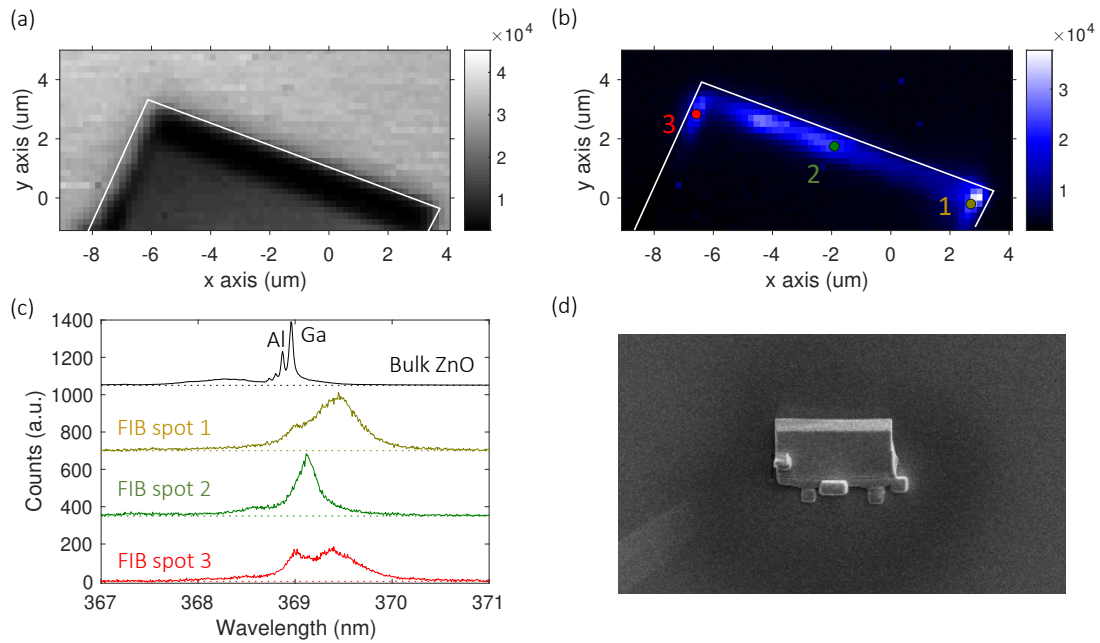 (a)
×10⁴
y axis (um)
4
2
0
-8 -6 -4 -2 0 2 4
x axis (um)
4
3
2
1
(b)
×10⁴
y axis (um)
4
2
0
3
2
1
-8 -6 -4 -2 0 2 4
x axis (um)
4
3
2
1
(c)
Counts (a.u.)
1400
1200
1000
800
600
400
200
0
Al Ga
Bulk ZnO
FIB spot 1
FIB spot 2
FIB spot 3
367 368 369 370 371
Wavelength (nm)
(d)